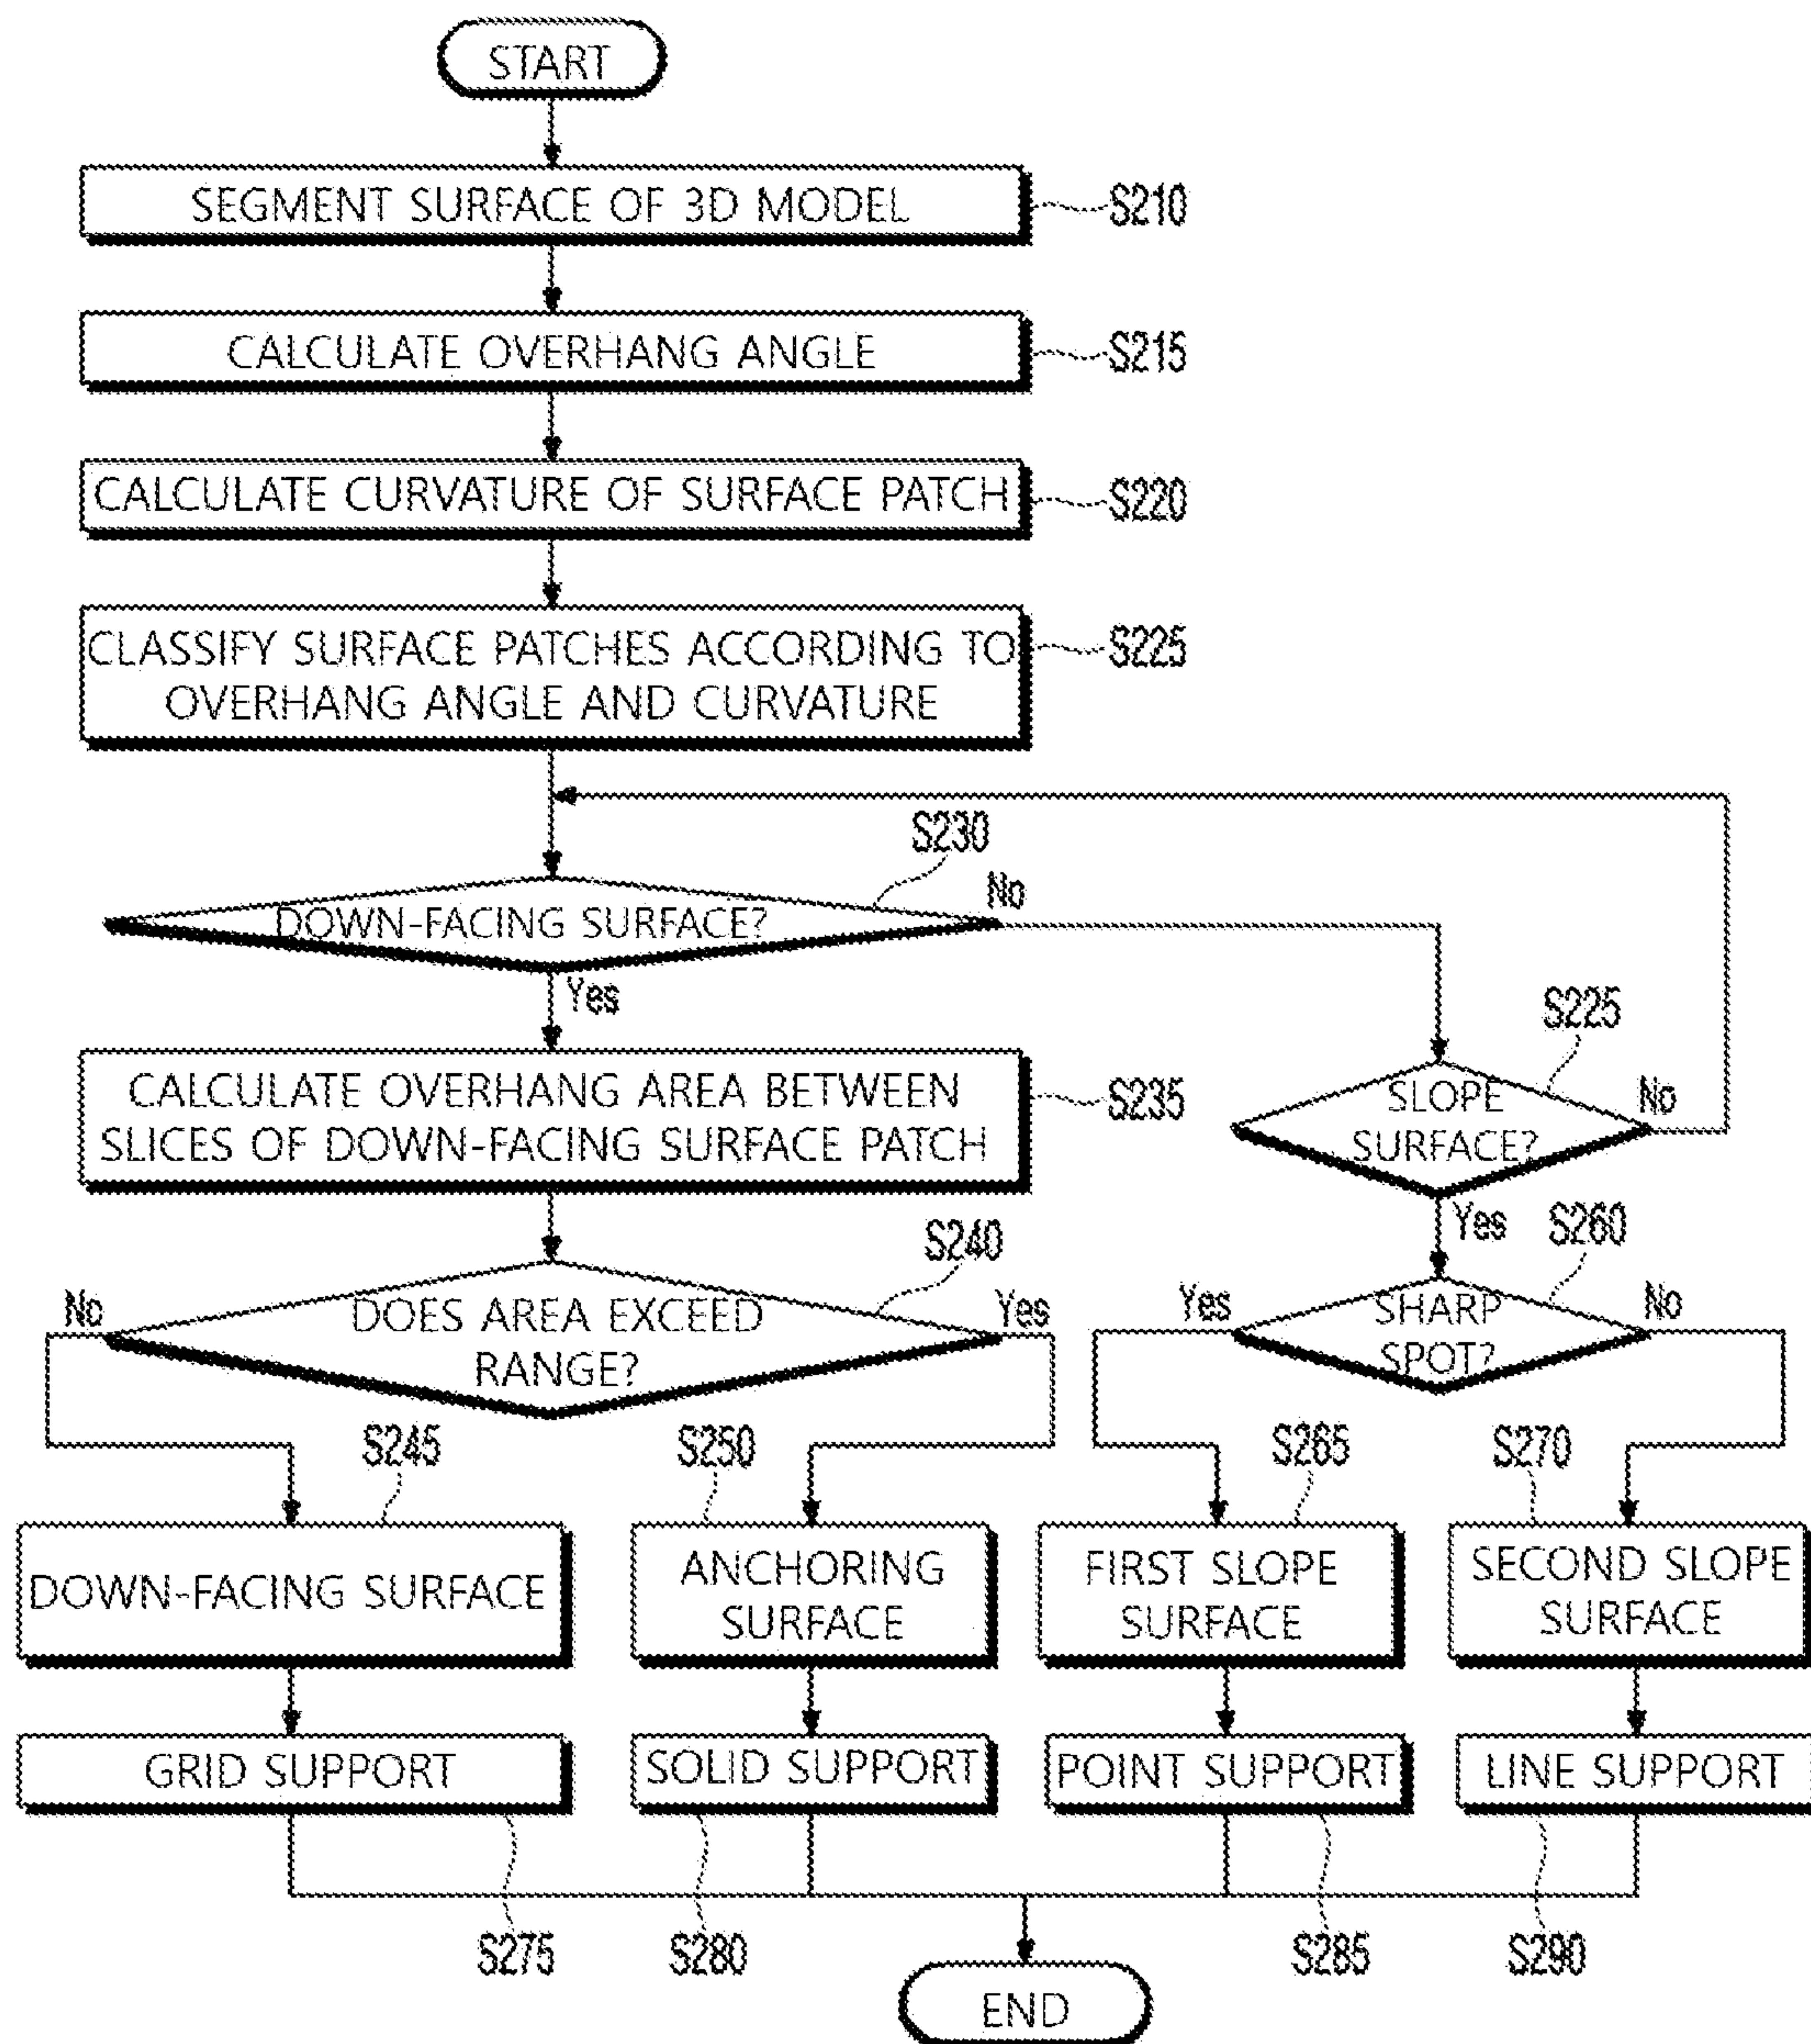 START
SEGMENT SURFACE OF 3D MODEL
S210
CALCULATE OVERHANG ANGLE
S215
CALCULATE CURVATURE OF SURFACE PATCH
S220
CLASSIFY SURFACE PATCHES ACCORDING TO
OVERHANG ANGLE AND CURVATURE
S225
S230
DOWN-FACING SURFACE?
No
Yes
CALCULATE OVERHANG AREA BETWEEN
SLICES OF DOWN-FACING SURFACE PATCH
S235
S225
SLOPE
SURFACE?
No
Yes
S240
DOES AREA EXCEED
RANGE?
No
Yes
S260
SHARP
SPOT?
Yes
No
S245
S250
S265
S270
DOWN-FACING SURFACE
ANCHORING
SURFACE
FIRST SLOPE
SURFACE
SECOND SLOPE
SURFACE
GRID SUPPORT
SOLID SUPPORT
POINT SUPPORT
LINE SUPPORT
S275
S280
S285
S290
END